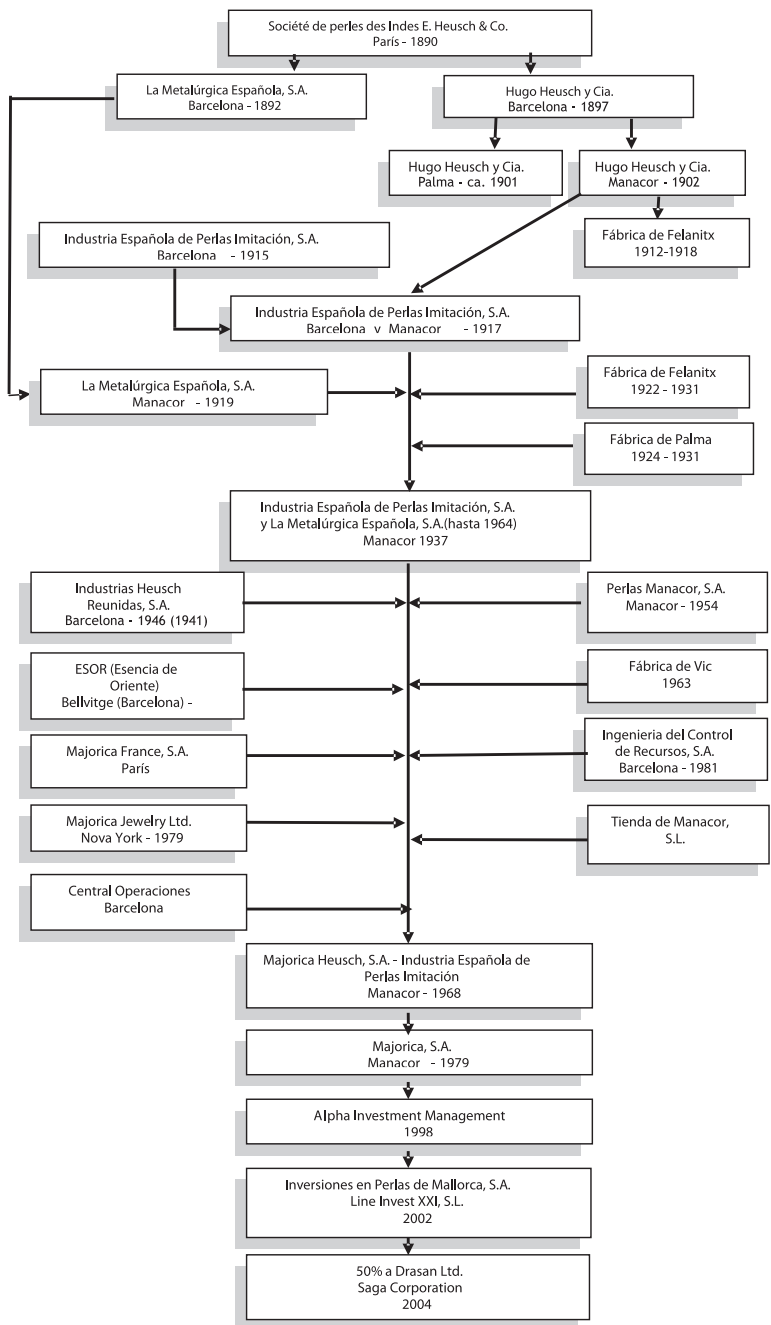 Société de perles des Indes E. Heusch & Co.
París - 1890
La Metalúrgica Española, S.A.
Barcelona - 1892
Hugo Heusch y Cia.
Barcelona - 1897
Hugo Heusch y Cia.
Palma - ca. 1901
Hugo Heusch y Cia.
Manacor - 1902
Industria Española de Perlas Imitación, S.A.
Barcelona - 1915
Fábrica de Felanitx
1912-1918
Industria Española de Perlas Imitación, S.A.
Barcelona y Manacor - 1917
La Metalúrgica Española, S.A.
Manacor - 1919
Fábrica de Felanitx
1922 - 1931
Fábrica de Palma
1924 - 1931
Industria Española de Perlas Imitación, S.A.
y La Metalúrgica Española, S.A.(hasta 1964)
Manacor 1937
Industrias Heusch
Reunidas, S.A.
Barcelona - 1946 (1941)
Perlas Manacor, S.A.
Manacor - 1954
ESOR (Esencia de
Oriente)
Bellvitge (Barcelona) -
Fábrica de Vic
1963
Majorica France, S.A.
París
Ingenieria del Control
de Recursos, S.A.
Barcelona - 1981
Majorica Jewelry Ltd.
Nova York - 1979
Tienda de Manacor,
S.L.
Central Operaciones
Barcelona
Majorica Heusch, S.A. - Industria Española de
Perlas Imitación
Manacor - 1968
Majorica, S.A.
Manacor - 1979
Alpha Investment Management
1998
Inversiones en Perlas de Mallorca, S.A.
Line Invest XXI, S.L.
2002
50% a Drasan Ltd.
Saga Corporation
2004